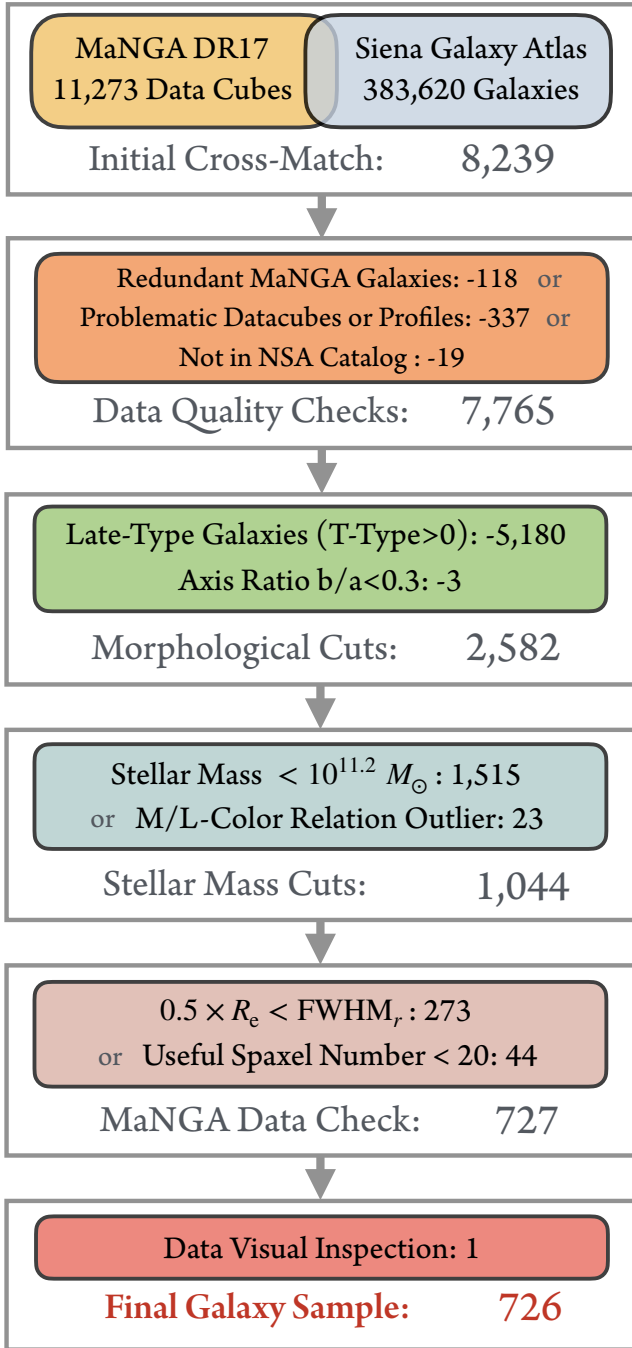 MaNGA DR17
11,273 Data Cubes
Siena Galaxy Atlas
383,620 Galaxies
Initial Cross-Match: 8,239
Redundant MaNGA Galaxies: -118 or
Problematic Datacubes or Profiles: -337 or
Not in NSA Catalog : -19
Data Quality Checks: 7,765
Late-Type Galaxies (T-Type>0): -5,180
Axis Ratio b/a<0.3: -3
Morphological Cuts: 2,582
Stellar Mass < 10^11.2 M⊙ : 1,515
or M/L-Color Relation Outlier: 23
Stellar Mass Cuts: 1,044
0.5 × Re < FWHMr : 273
or Useful Spaxel Number < 20: 44
MaNGA Data Check: 727
Data Visual Inspection: 1
Final Galaxy Sample: 726